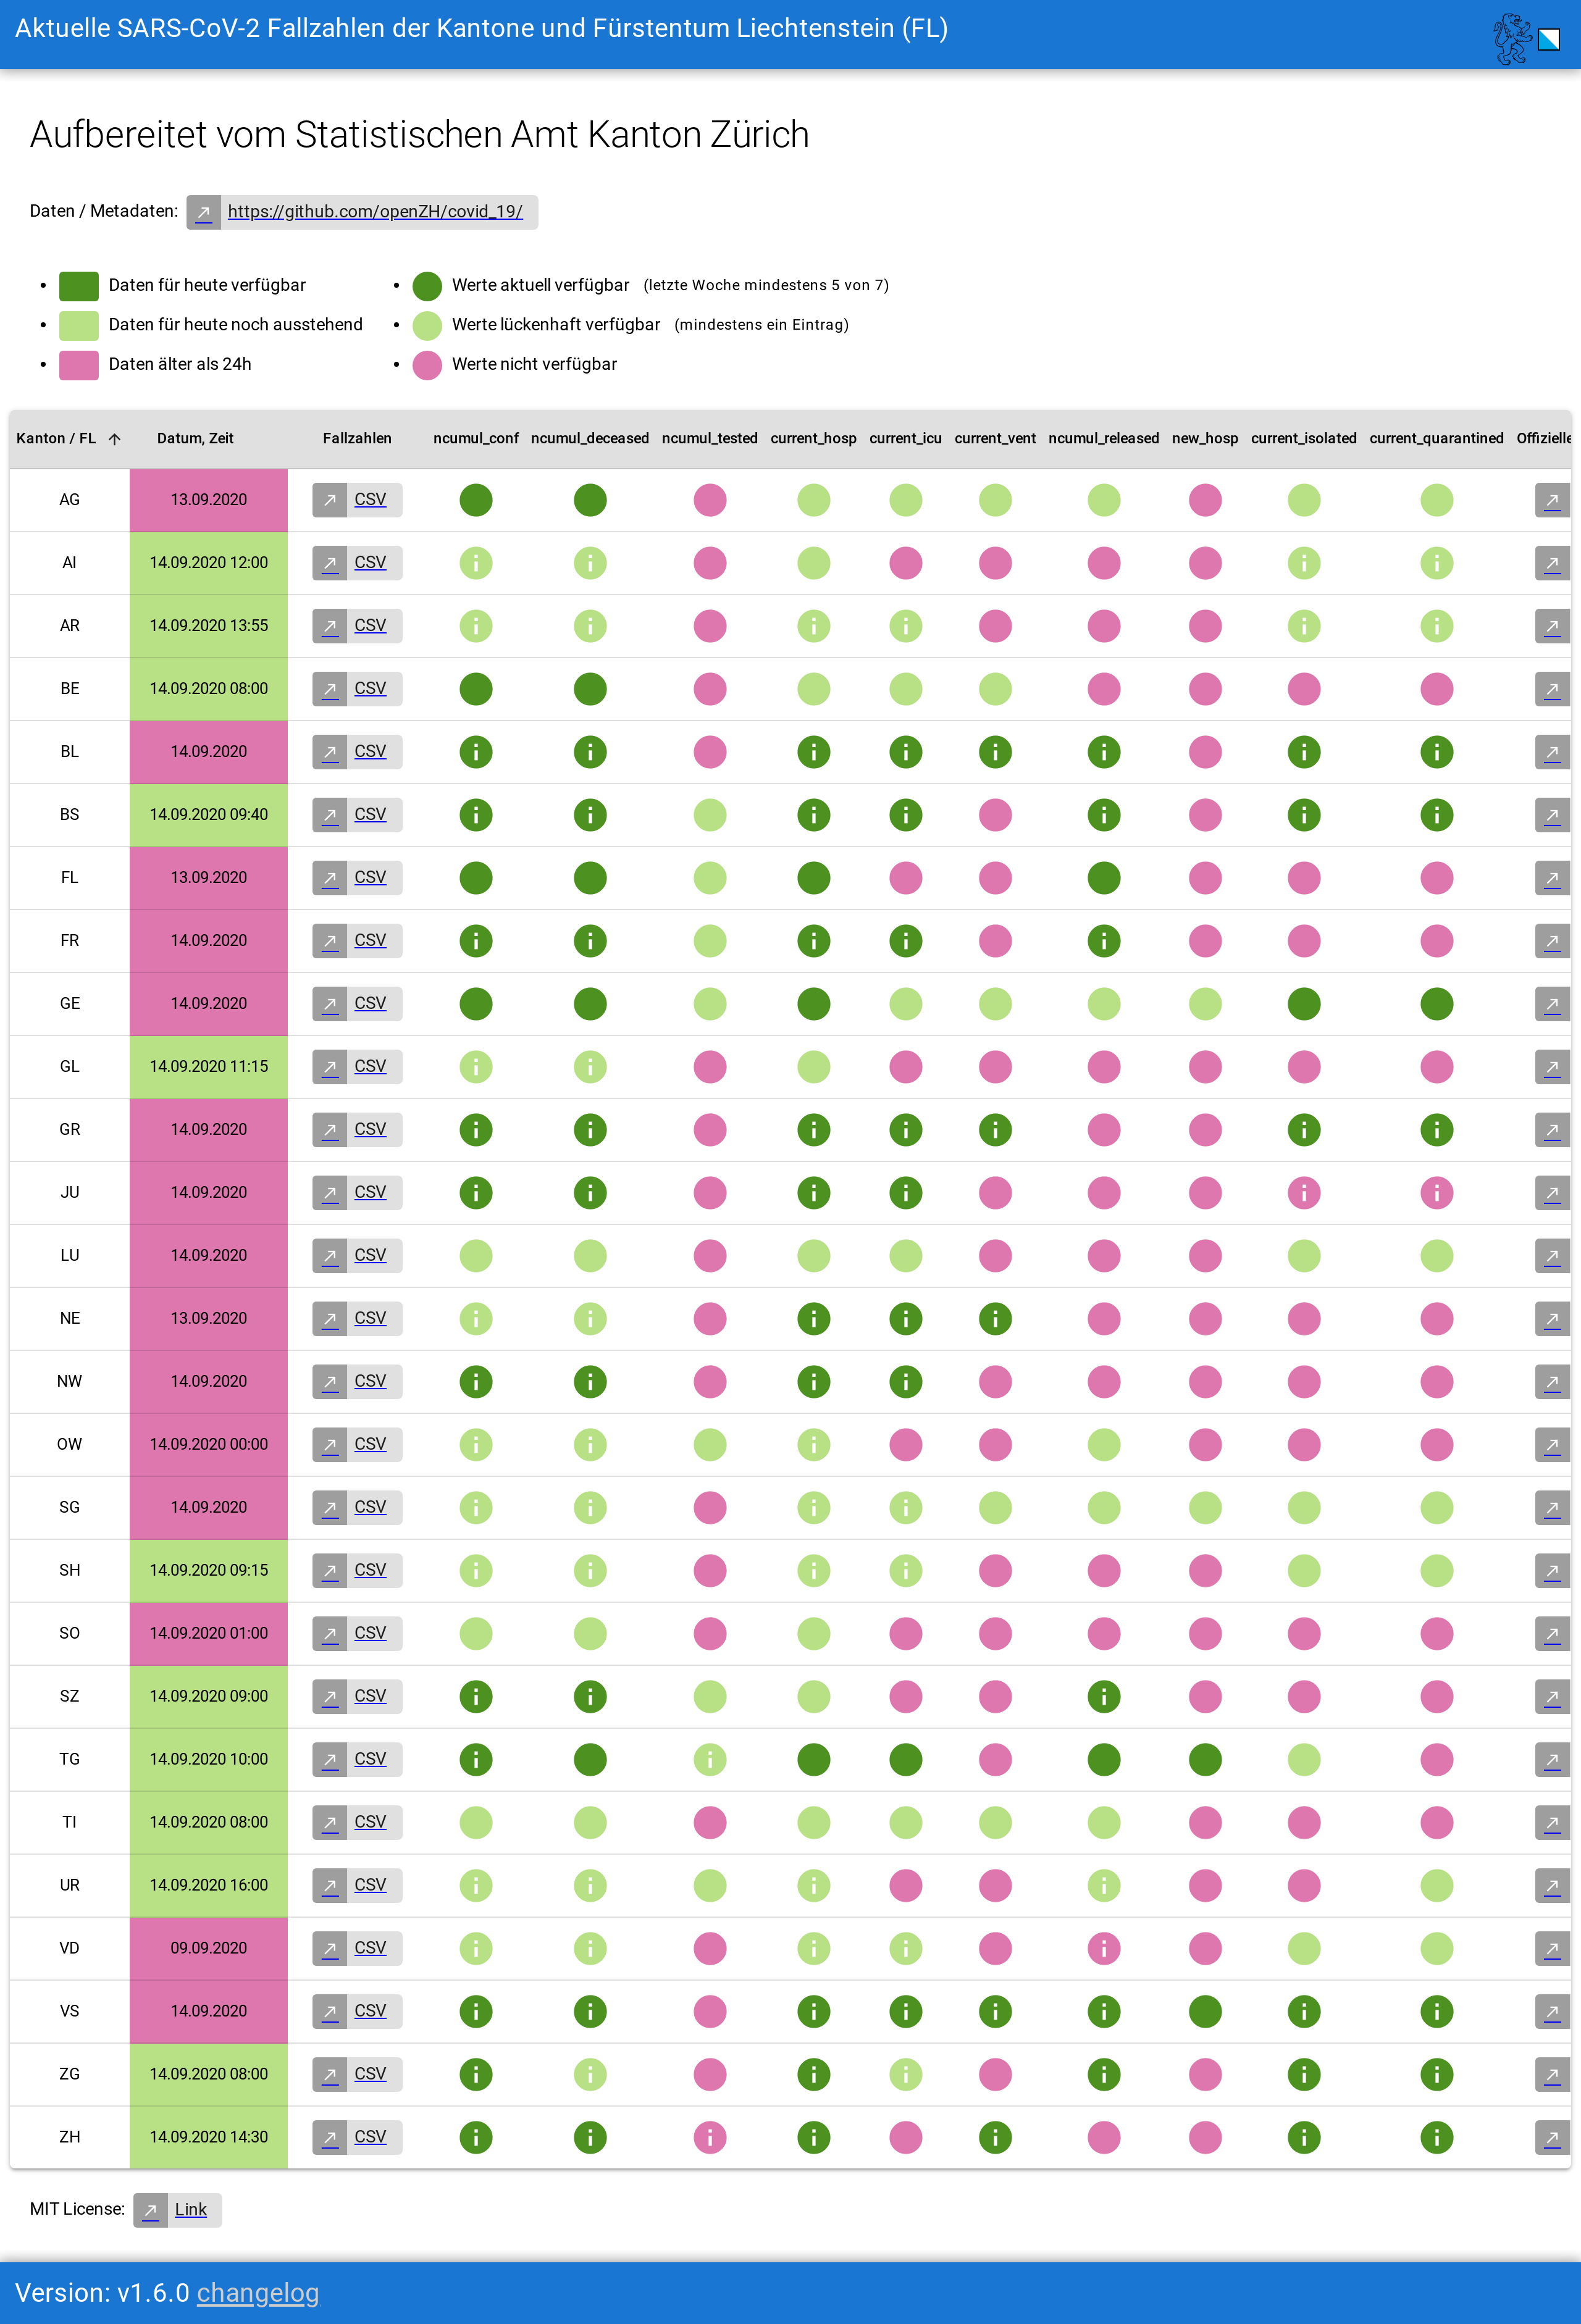 Aktuelle SARS-CoV-2 Fallzahlen der Kantone und Fürstentum Liechtenstein (FL)
Aufbereitet vom Statistischen Amt Kanton Zürich
Daten / Metadaten: https://github.com/openZH/covid_19/
Daten für heute verfügbar
Daten für heute noch ausstehend
Daten älter als 24h
Werte aktuell verfügbar (letzte Woche mindestens 5 von 7)
Werte lückenhaft verfügbar (mindestens ein Eintrag)
Werte nicht verfügbar
Kanton / FL Datum, Zeit Fallzahlen ncumul_conf ncumul_deceased ncumul_tested current_hosp current_icu current_vent ncumul_released new_hosp current_isolated current_quarantined Offizielle
AG 13.09.2020 CSV
AI 14.09.2020 12:00 CSV
AR 14.09.2020 13:55 CSV
BE 14.09.2020 08:00 CSV
BL 14.09.2020 CSV
BS 14.09.2020 09:40 CSV
FL 13.09.2020 CSV
FR 14.09.2020 CSV
GE 14.09.2020 CSV
GL 14.09.2020 11:15 CSV
GR 14.09.2020 CSV
JU 14.09.2020 CSV
LU 14.09.2020 CSV
NE 13.09.2020 CSV
NW 14.09.2020 CSV
OW 14.09.2020 00:00 CSV
SG 14.09.2020 CSV
SH 14.09.2020 09:15 CSV
SO 14.09.2020 01:00 CSV
SZ 14.09.2020 09:00 CSV
TG 14.09.2020 10:00 CSV
TI 14.09.2020 08:00 CSV
UR 14.09.2020 16:00 CSV
VD 09.09.2020 CSV
VS 14.09.2020 CSV
ZG 14.09.2020 08:00 CSV
ZH 14.09.2020 14:30 CSV
MIT License: Link
Version: v1.6.0 changelog